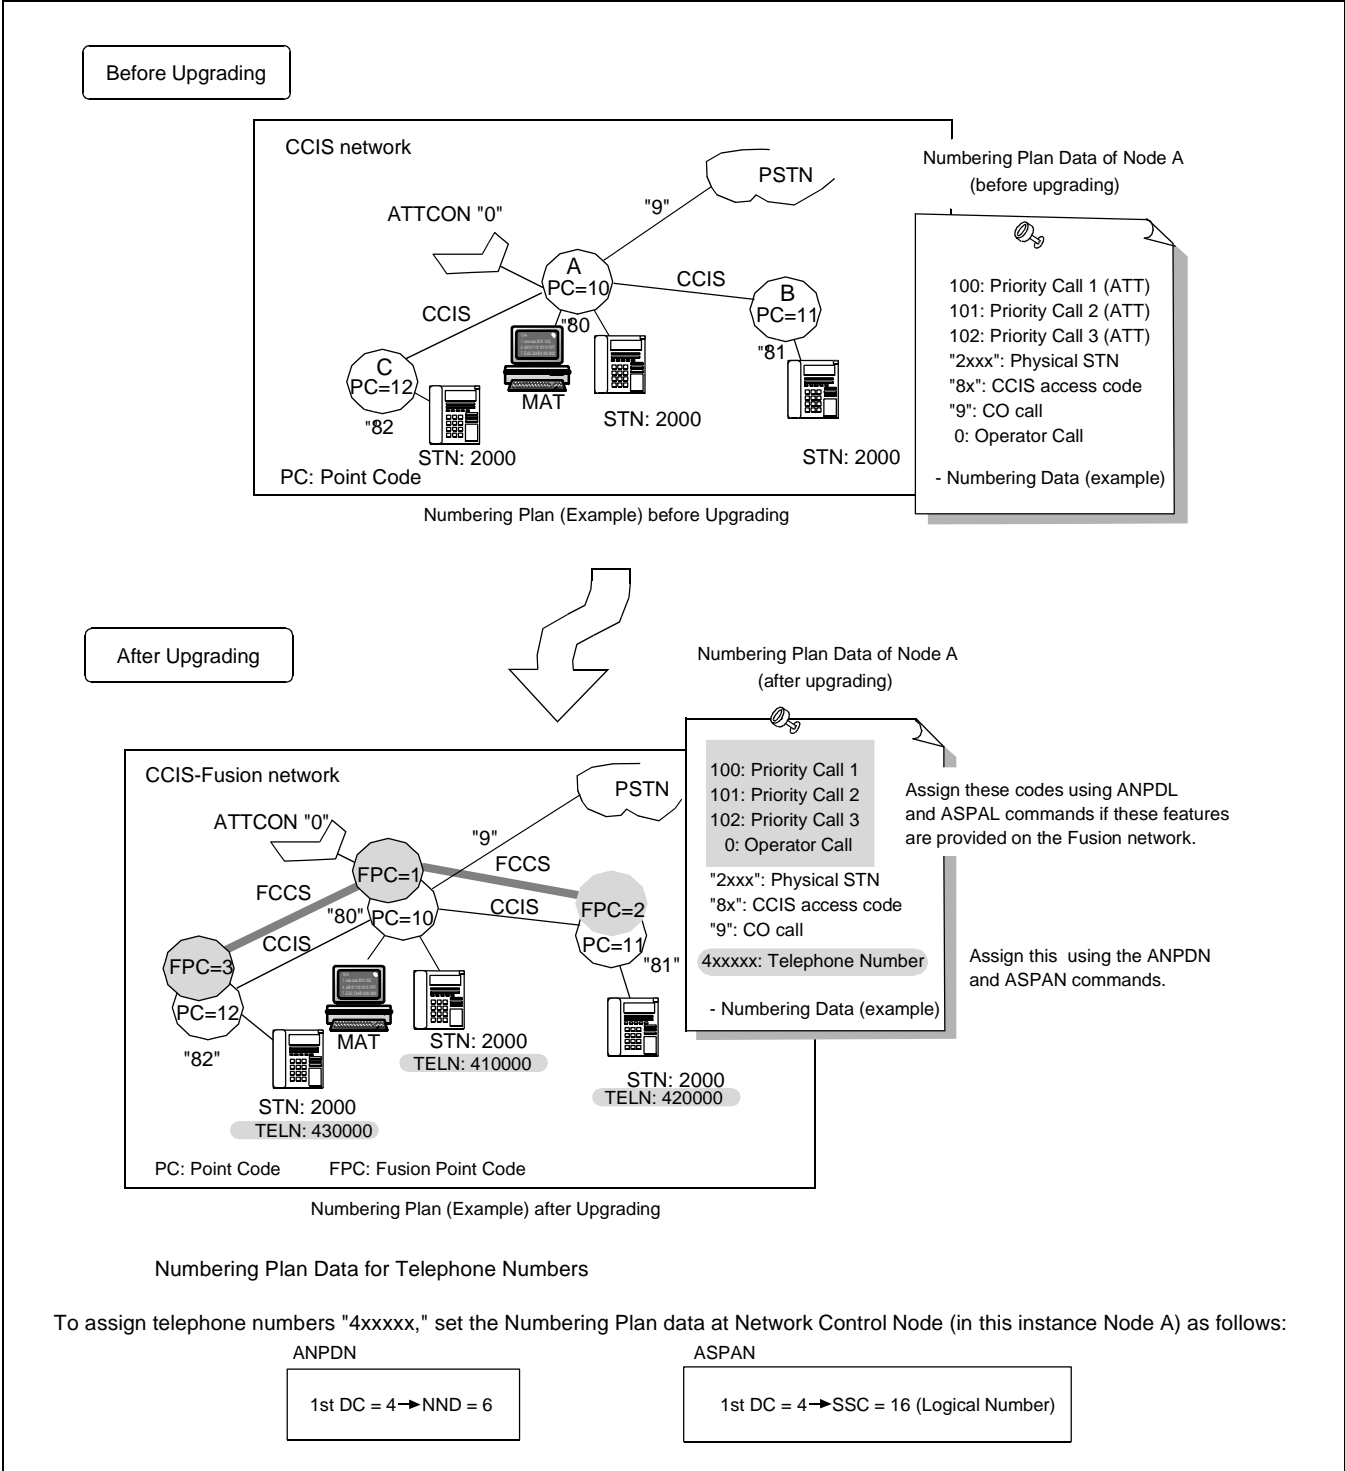 Before Upgrading
CCIS network
PSTN
Numbering Plan Data of Node A
(before upgrading)
ATTCON "0"
"9"
A
PC=10
CCIS
B
PC=11
CCIS
"80
"81
C
PC=12
"82
MAT
STN: 2000
STN: 2000
STN: 2000
PC: Point Code
100: Priority Call 1 (ATT)
101: Priority Call 2 (ATT)
102: Priority Call 3 (ATT)
"2xxx": Physical STN
"8x": CCIS access code
"9": CO call
0: Operator Call
- Numbering Data (example)
Numbering Plan (Example) before Upgrading
After Upgrading
Numbering Plan Data of Node A
(after upgrading)
CCIS-Fusion network
PSTN
ATTCON "0"
"9"
FPC=1
FCCS
FCCS
FPC=2
"80"
PC=10
CCIS
PC=11
CCIS
"81"
FPC=3
PC=12
"82"
MAT
STN: 2000
TELN: 410000
STN: 2000
TELN: 420000
STN: 2000
TELN: 430000
PC: Point Code
FPC: Fusion Point Code
100: Priority Call 1
101: Priority Call 2
102: Priority Call 3
0: Operator Call
"2xxx": Physical STN
"8x": CCIS access code
"9": CO call
4xxxxx: Telephone Number
- Numbering Data (example)
Assign these codes using ANPDL
and ASPAL commands if these features
are provided on the Fusion network.
Assign this using the ANPDN
and ASPAN commands.
Numbering Plan (Example) after Upgrading
Numbering Plan Data for Telephone Numbers
To assign telephone numbers "4xxxxx," set the Numbering Plan data at Network Control Node (in this instance Node A) as follows:
ANPDN
1st DC = 4→NND = 6
ASPAN
1st DC = 4→SSC = 16 (Logical Number)